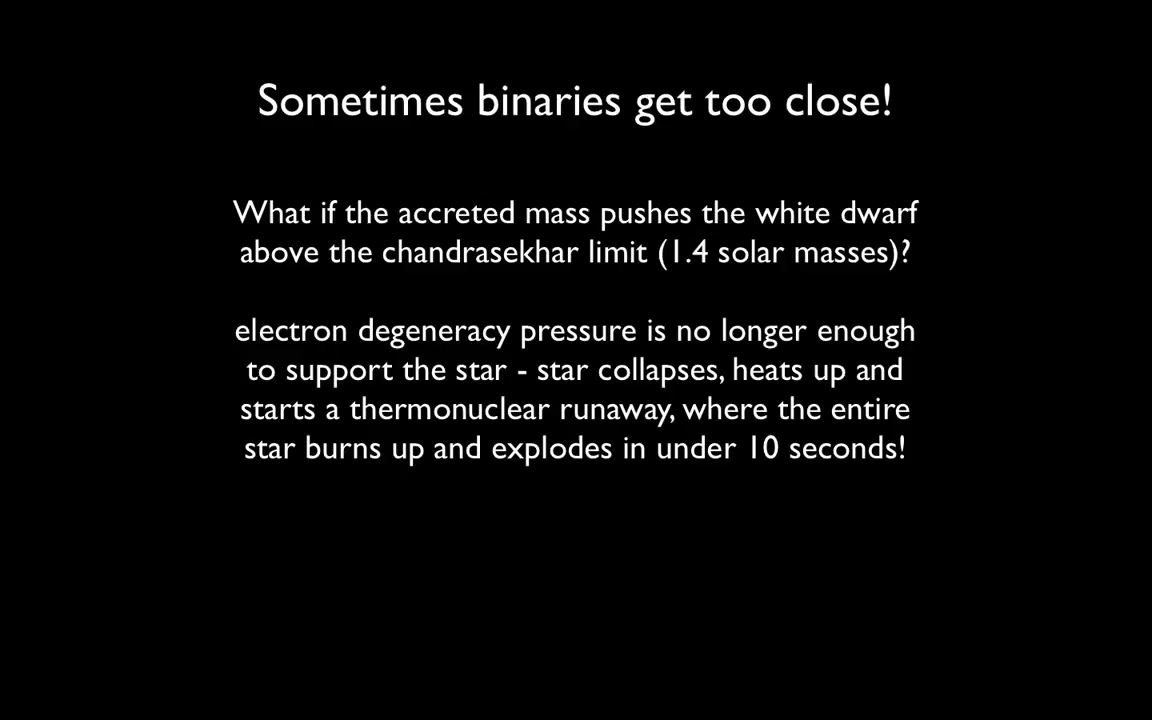 Sometimes binaries get too close!
What if the accreted mass pushes the white dwarf
above the chandrasekhar limit (1.4 solar masses)?
electron degeneracy pressure is no longer enough
to support the star - star collapses, heats up and
starts a thermonuclear runaway, where the entire
star burns up and explodes in under 10 seconds!